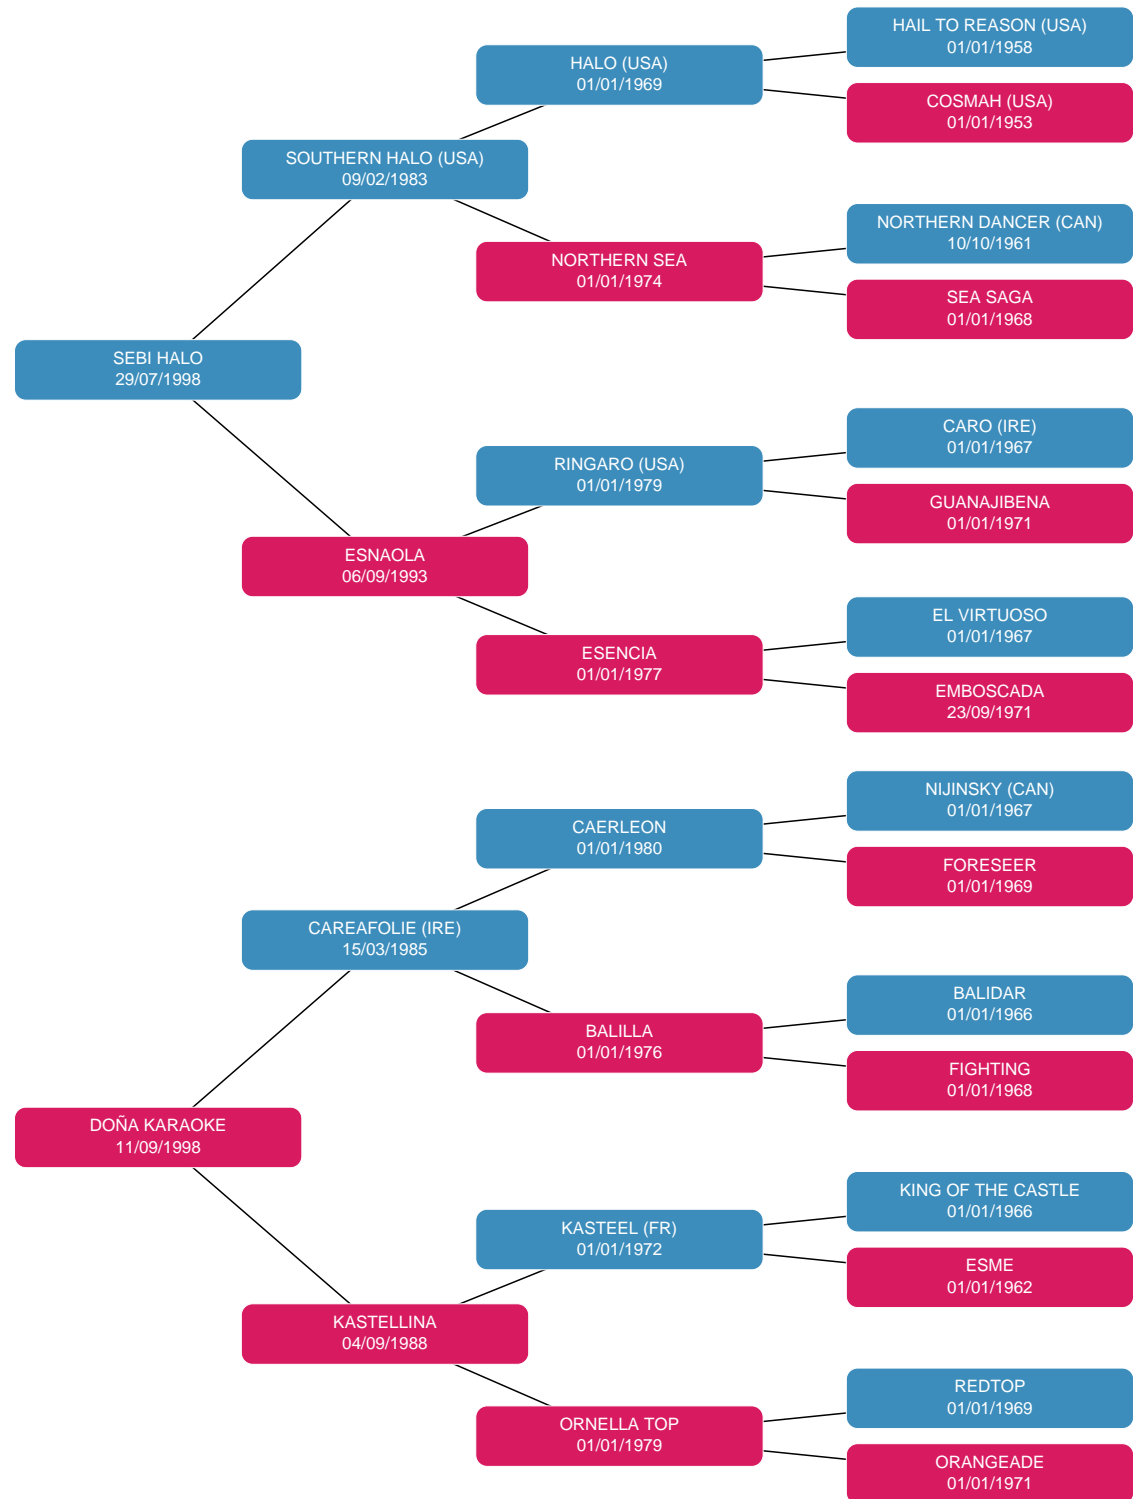 HAIL TO REASON (USA)
01/01/1958
HALO (USA)
01/01/1969
COSMAH (USA)
01/01/1953
SOUTHERN HALO (USA)
09/02/1983
NORTHERN DANCER (CAN)
10/10/1961
NORTHERN SEA
01/01/1974
SEA SAGA
01/01/1968
SEBI HALO
29/07/1998
CARO (IRE)
01/01/1967
RINGARO (USA)
01/01/1979
GUANAJIBENA
01/01/1971
ESNAOLA
06/09/1993
EL VIRTUOSO
01/01/1967
ESENCIA
01/01/1977
EMBOSCADA
23/09/1971
NIJINSKY (CAN)
01/01/1967
CAERLEON
01/01/1980
FORESEER
01/01/1969
CAREAFOLIE (IRE)
15/03/1985
BALIDAR
01/01/1966
BALILLA
01/01/1976
FIGHTING
01/01/1968
DOÑA KARAOKE
11/09/1998
KING OF THE CASTLE
01/01/1966
KASTEEL (FR)
01/01/1972
ESME
01/01/1962
KASTELLINA
04/09/1988
REDTOP
01/01/1969
ORNELLA TOP
01/01/1979
ORANGEADE
01/01/1971